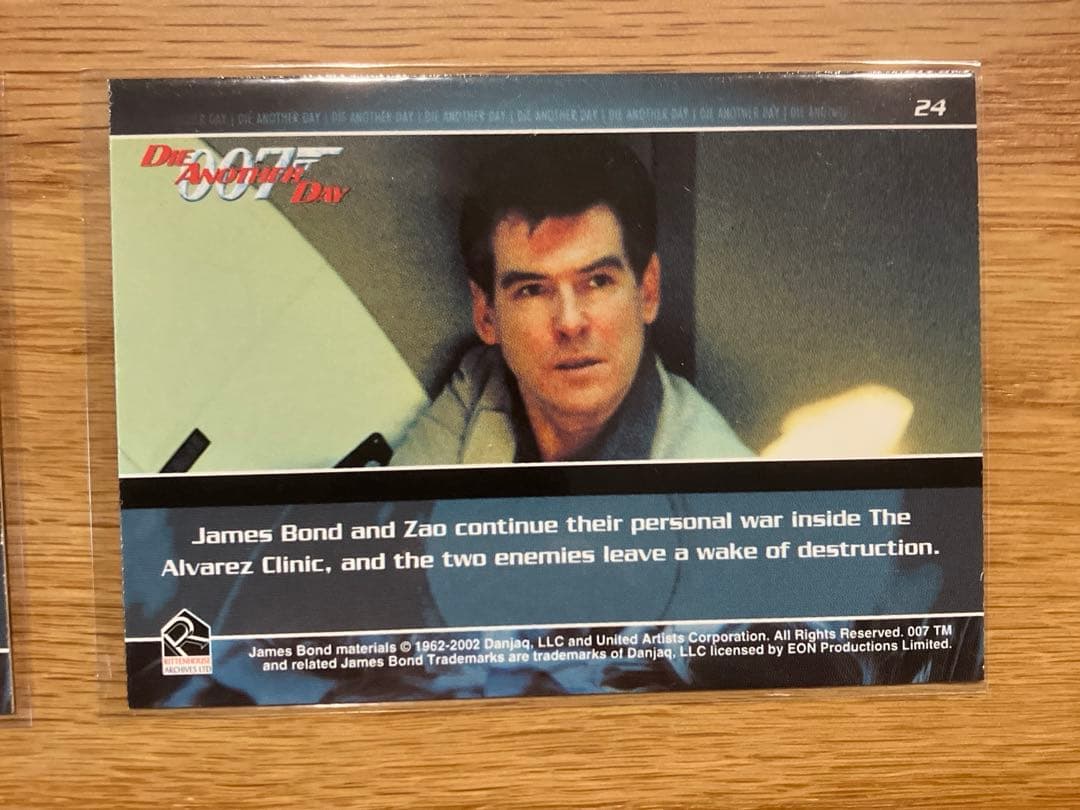 R DAY | DIE ANOTHER DAY | DIE ANOTHER DAY | DIE ANOTHER DAY | DIE ANOTHER DAY | DIE ANOTHER DAY | DIE ANOTHER DAY | DIE
24
DIE
007
ANOTHER
DAY
James Bond and Zao continue their personal war inside The
Alvarez Clinic, and the two enemies leave a wake of destruction.
RITTENHOUSE
ARCHIVES LTD
James Bond materials © 1962-2002 Danjaq, LLC and United Artists Corporation. All Rights Reserved. 007 TM
and related James Bond Trademarks are trademarks of Danjaq, LLC licensed by EON Productions Limited.